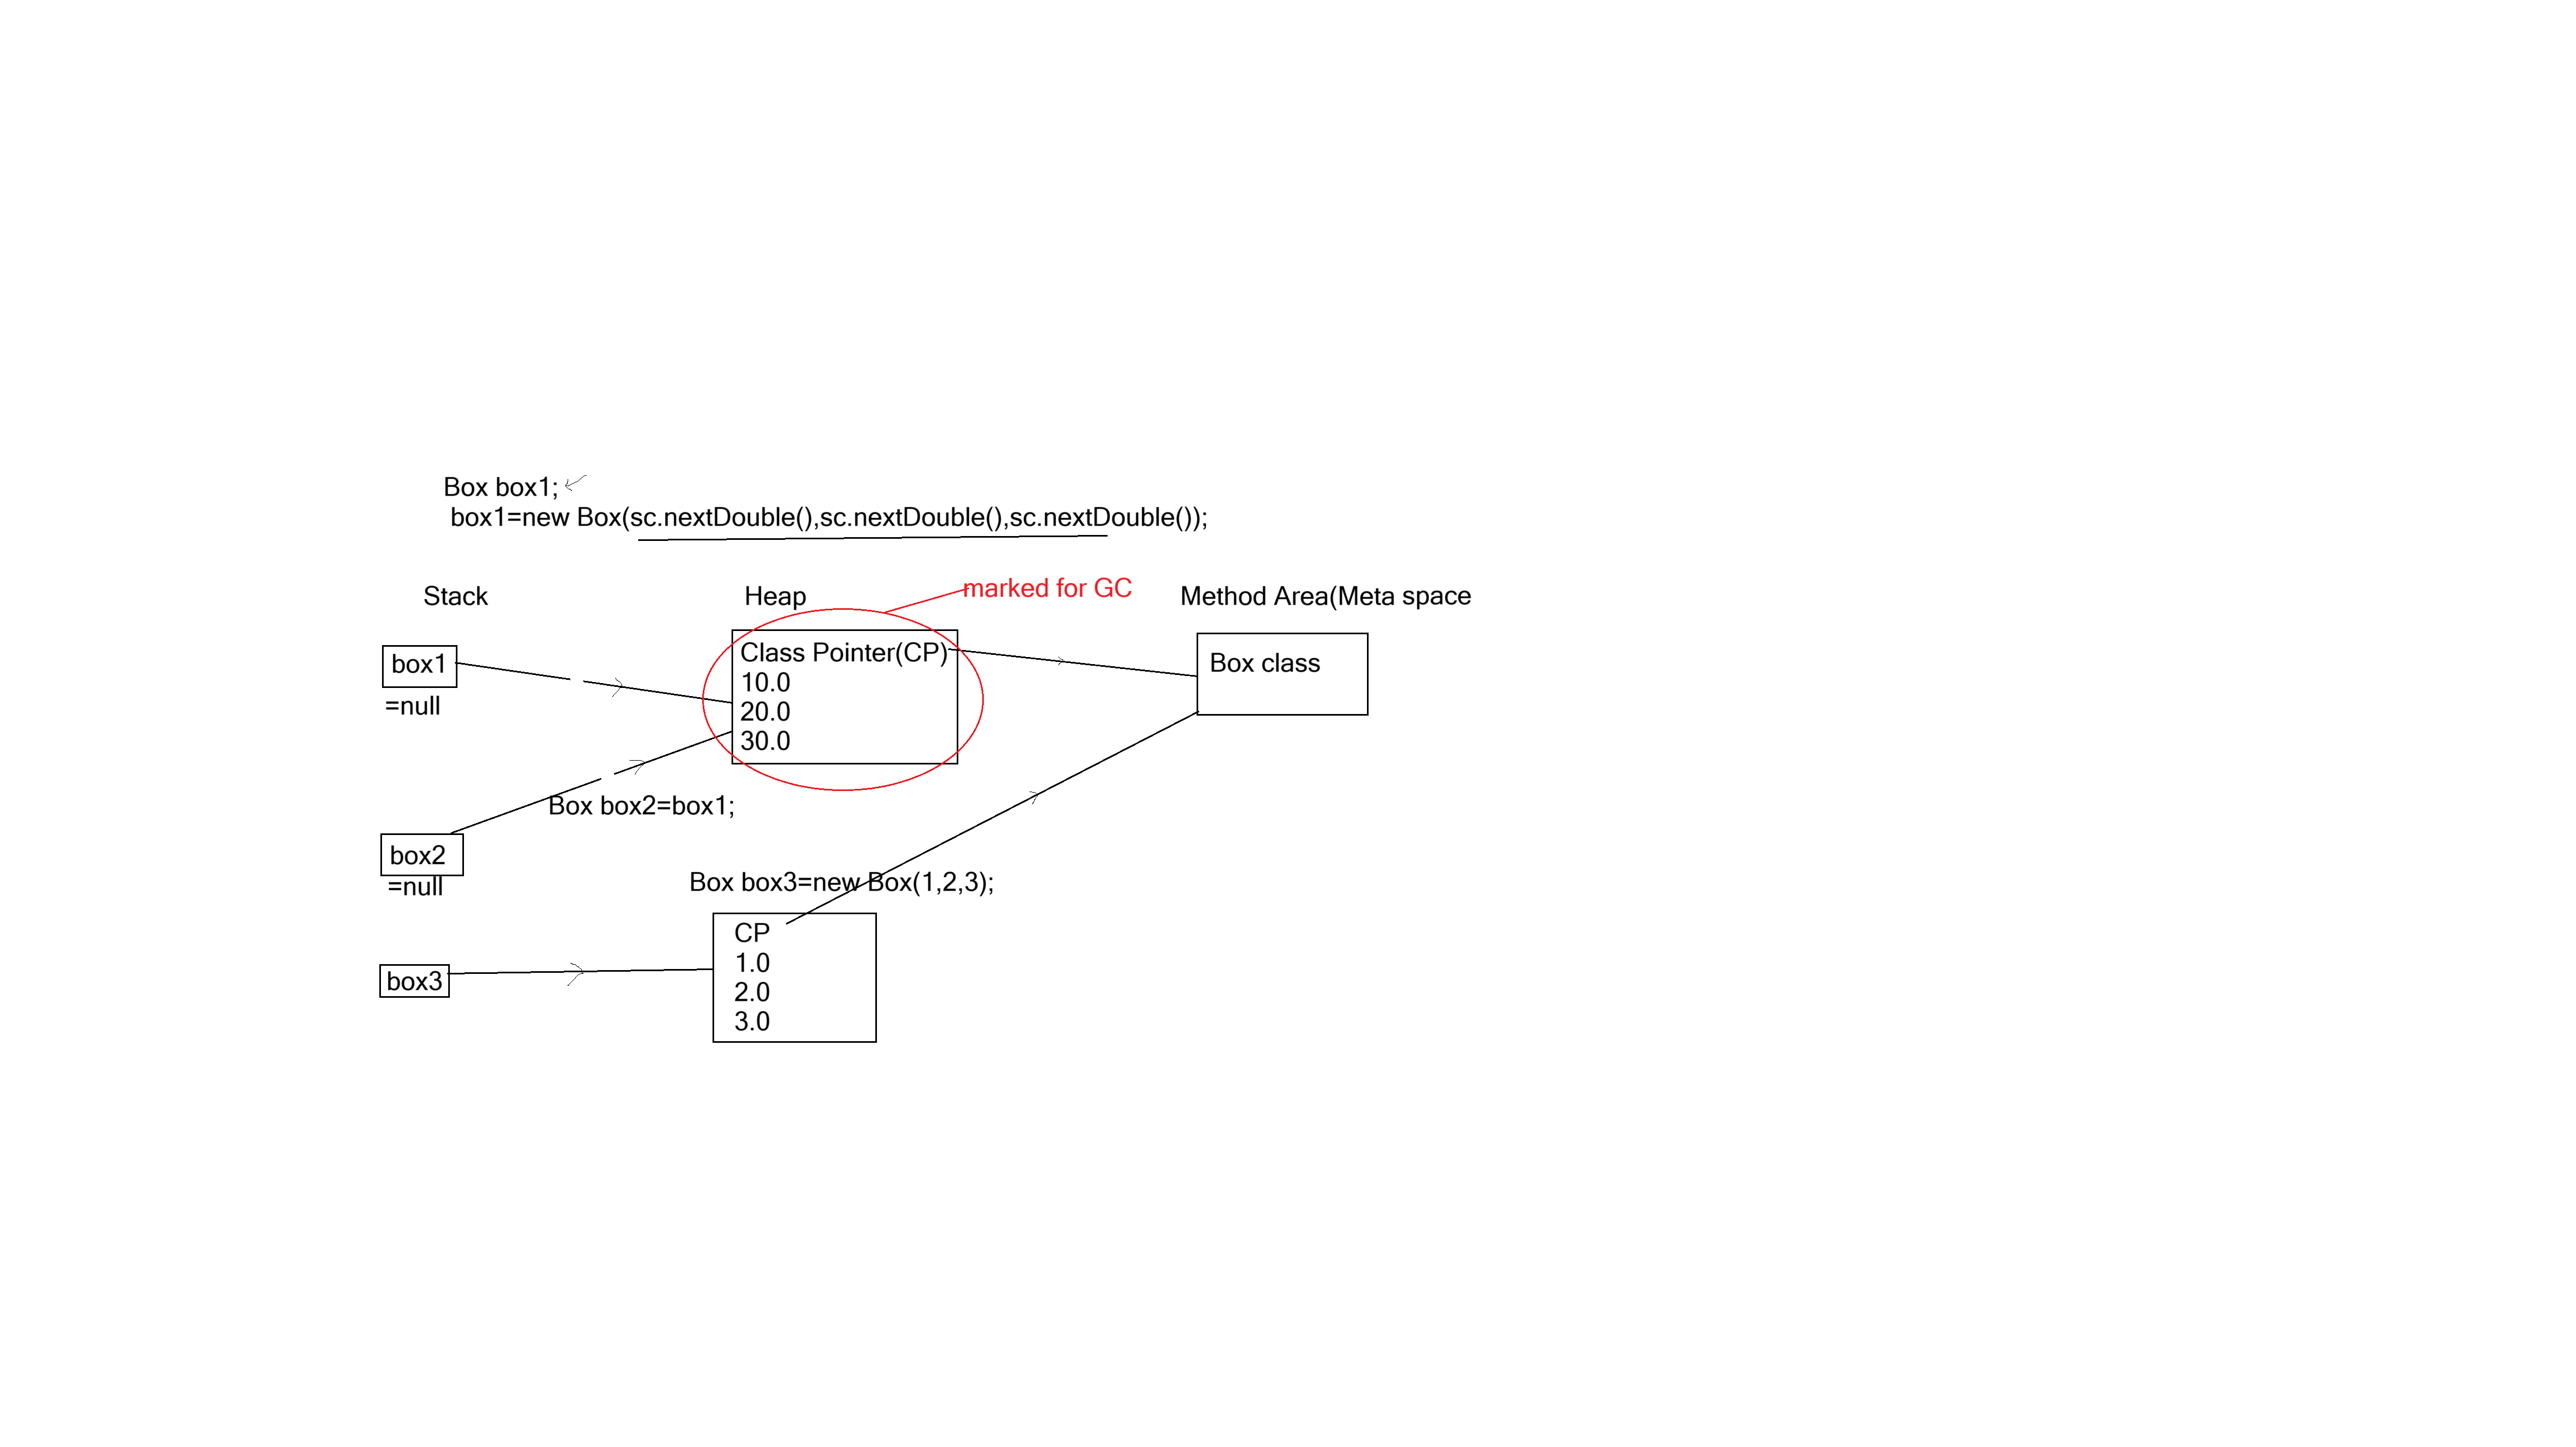 Box box1;
box1=new Box(sc.nextDouble(),sc.nextDouble(),sc.nextDouble());
Stack
Heap
marked for GC
Method Area(Meta space
box1
=null
Class Pointer(CP)
10.0
20.0
30.0
Box class
Box box2=box1;
box2
=null
Box box3=new Box(1,2,3);
box3
CP
1.0
2.0
3.0